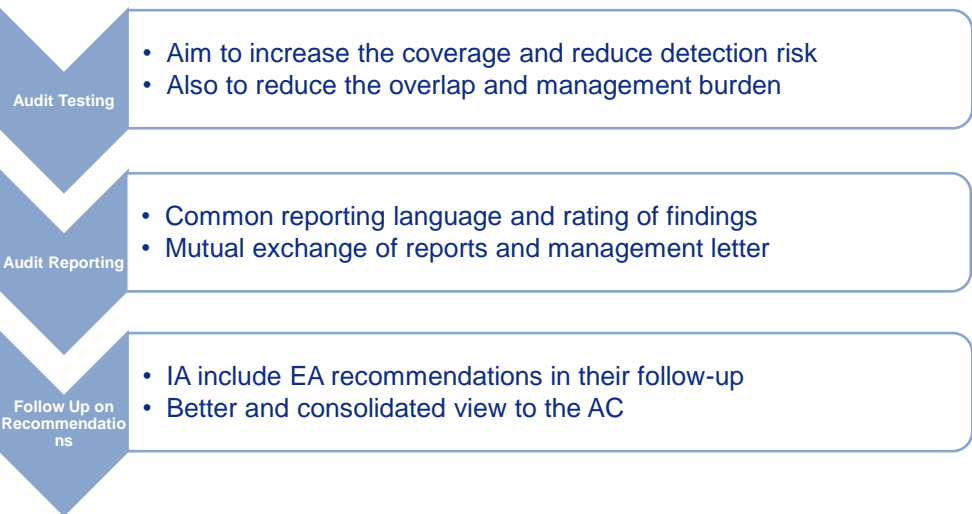 Audit Testing
• Aim to increase the coverage and reduce detection risk
• Also to reduce the overlap and management burden
Audit Reporting
• Common reporting language and rating of findings
• Mutual exchange of reports and management letter
Follow Up on
Recommendatio
ns
• IA include EA recommendations in their follow-up
• Better and consolidated view to the AC